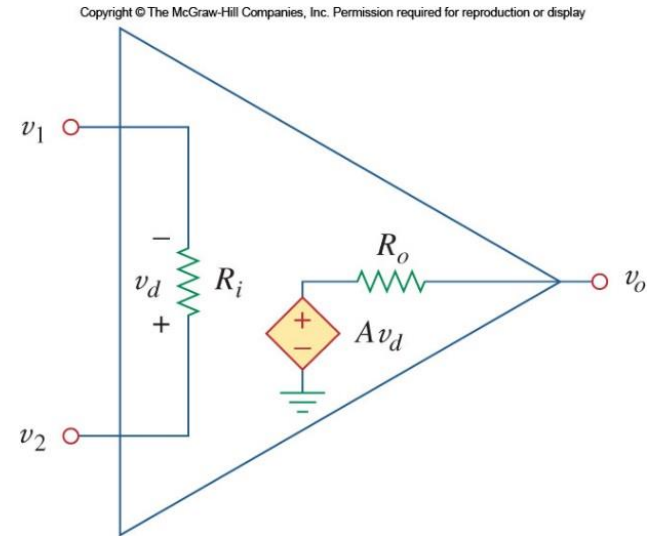 Copyright © The McGraw-Hill Companies, Inc. Permission required for reproduction or display
v1
−
vd
+
Ri
Ro
+
−
Avd
vo
v2